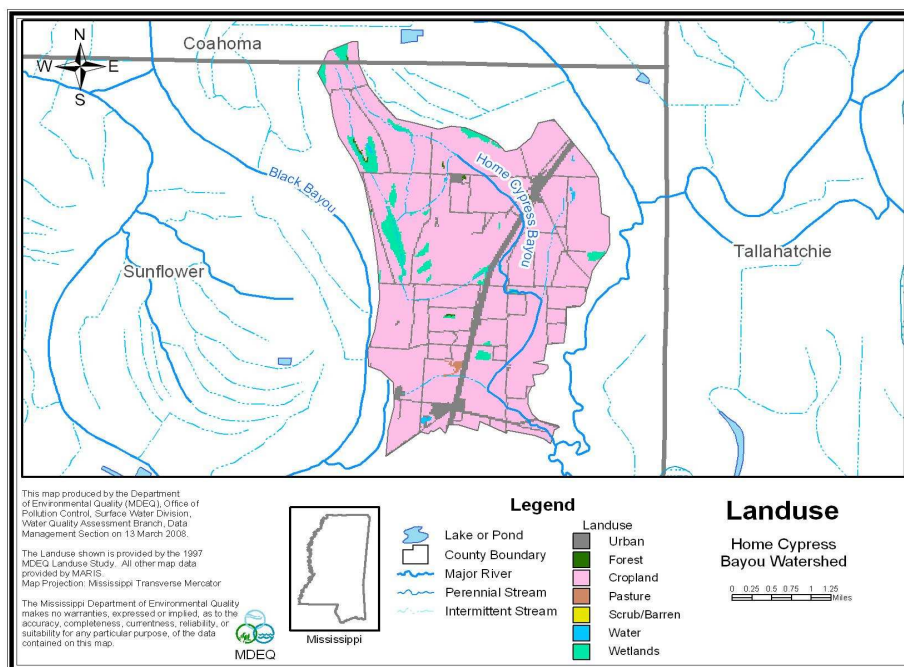 Coahoma
N
W E
S
Home Cypress Bayou
Black Bayou
Sunflower
Tallahatchie
This map produced by the Department
of Environmental Quality (MDEQ), Office of
Pollution Control, Surface Water Division,
Water Quality Assessment Branch, Data
Management Section on 13 March 2008.
The Landuse shown is provided by the 1997
MDEQ Landuse Study. All other map data
provided by MARIS.
Map Projection: Mississippi Transverse Mercator
The Mississippi Department of Environmental Quality
makes no warranties, expressed or implied, as to the
accuracy, completeness, currentness, reliability, or
suitability for any particular purpose, of the data
contained on this map.
MDEQ
Mississippi
Legend
Lake or Pond
County Boundary
Major River
Perennial Stream
Intermittent Stream
Landuse
Urban
Forest
Cropland
Pasture
Scrub/Barren
Water
Wetlands
Landuse
Home Cypress
Bayou Watershed
0 0.25 0.5 0.75 1 1.25
Miles